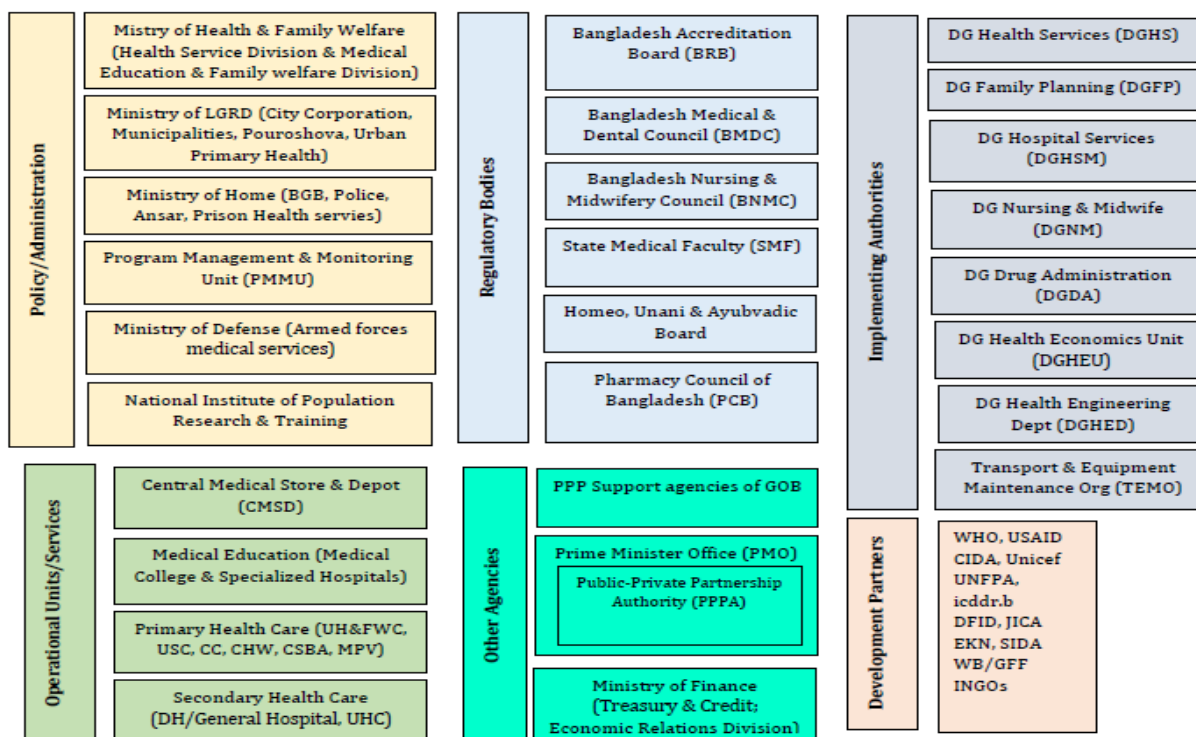 Policy/Administration
Mistry of Health & Family Welfare
(Health Service Division & Medical
Education & Family welfare Division)
Ministry of LGRD (City Corporation,
Municipalities, Pouroshova, Urban
Primary Health)
Ministry of Home (BGB, Police,
Ansar, Prison Health servies)
Program Management & Monitoring
Unit (PMMU)
Ministry of Defense (Armed forces
medical services)
National Institute of Population
Research & Training
Regulatory Bodies
Bangladesh Accreditation
Board (BRB)
Bangladesh Medical &
Dental Council (BMDC)
Bangladesh Nursing &
Midwifery Council (BNMC)
State Medical Faculty (SMF)
Homeo, Unani & Ayubvadic
Board
Pharmacy Council of
Bangladesh (PCB)
Implementing Authorities
DG Health Services (DGHS)
DG Family Planning (DGFP)
DG Hospital Services
(DGHSM)
DG Nursing & Midwife
(DGNM)
DG Drug Administration
(DGDA)
DG Health Economics Unit
(DGHEU)
DG Health Engineering
Dept (DGHED)
Transport & Equipment
Maintenance Org (TEMO)
Operational Units/Services
Central Medical Store & Depot
(CMSD)
Medical Education (Medical
College & Specialized Hospitals)
Primary Health Care (UH&FWC,
USC, CC, CHW, CSBA, MPV)
Secondary Health Care
(DH/General Hospital, UHC)
Other Agencies
PPP Support agencies of GOB
Prime Minister Office (PMO)
Public-Private Partnership
Authority (PPPA)
Ministry of Finance
(Treasury & Credit;
Economic Relations Division)
Development Partners
WHO, USAID
CIDA, Unicef
UNFPA,
icddr.b
DFID, JICA
EKN, SIDA
WB/GFF
INGOs